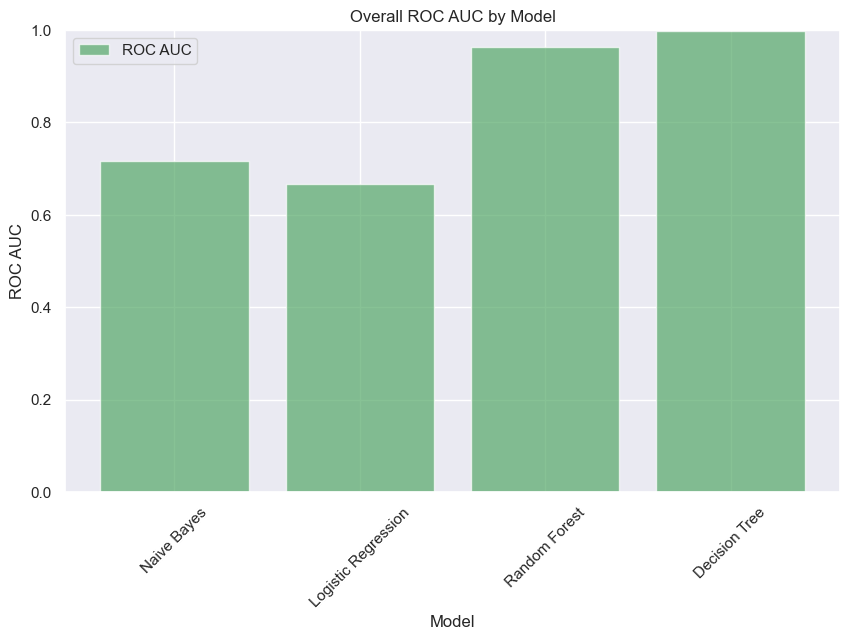 Overall ROC AUC by Model
ROC AUC
1.0
0.8
0.6
0.4
0.2
0.0
ROC AUC
Naive Bayes
Logistic Regression
Random Forest
Decision Tree
Model